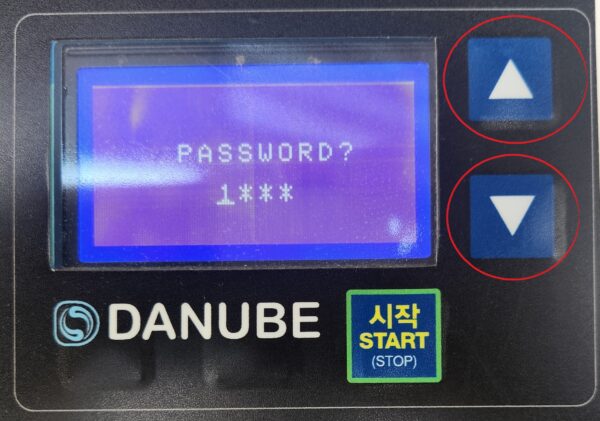 PASSWORD?
1***
DANUBE
시작
START
(STOP)